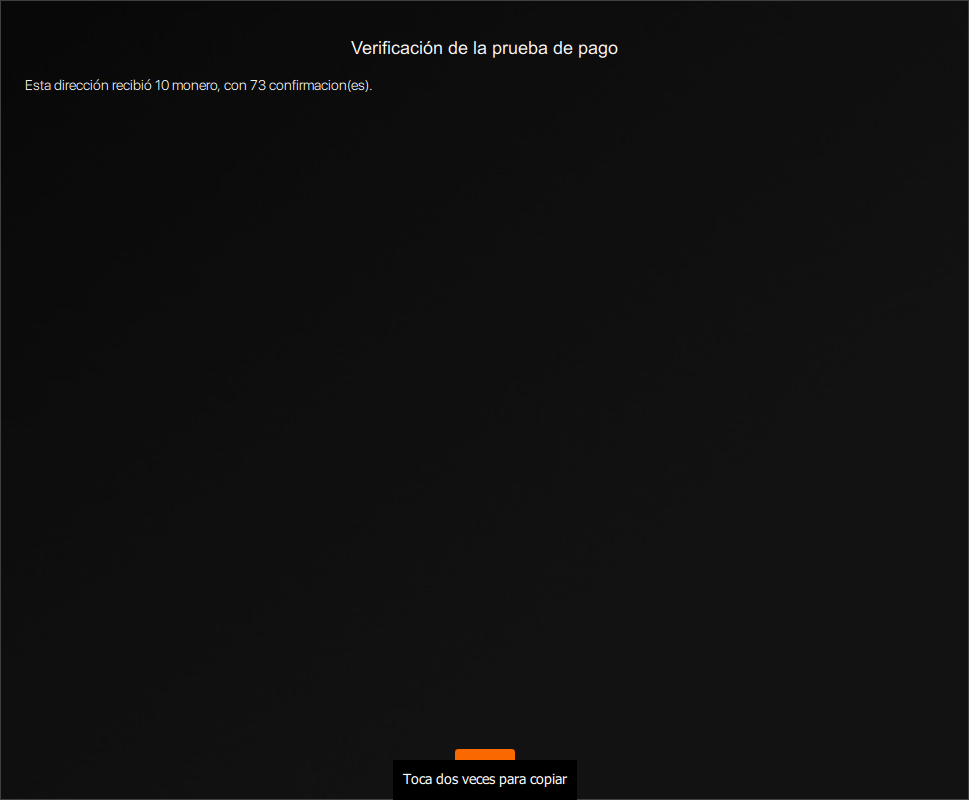 Verificación de la prueba de pago
Esta dirección recibió 10 monero, con 73 confirmacion(es).
Toca dos veces para copiar